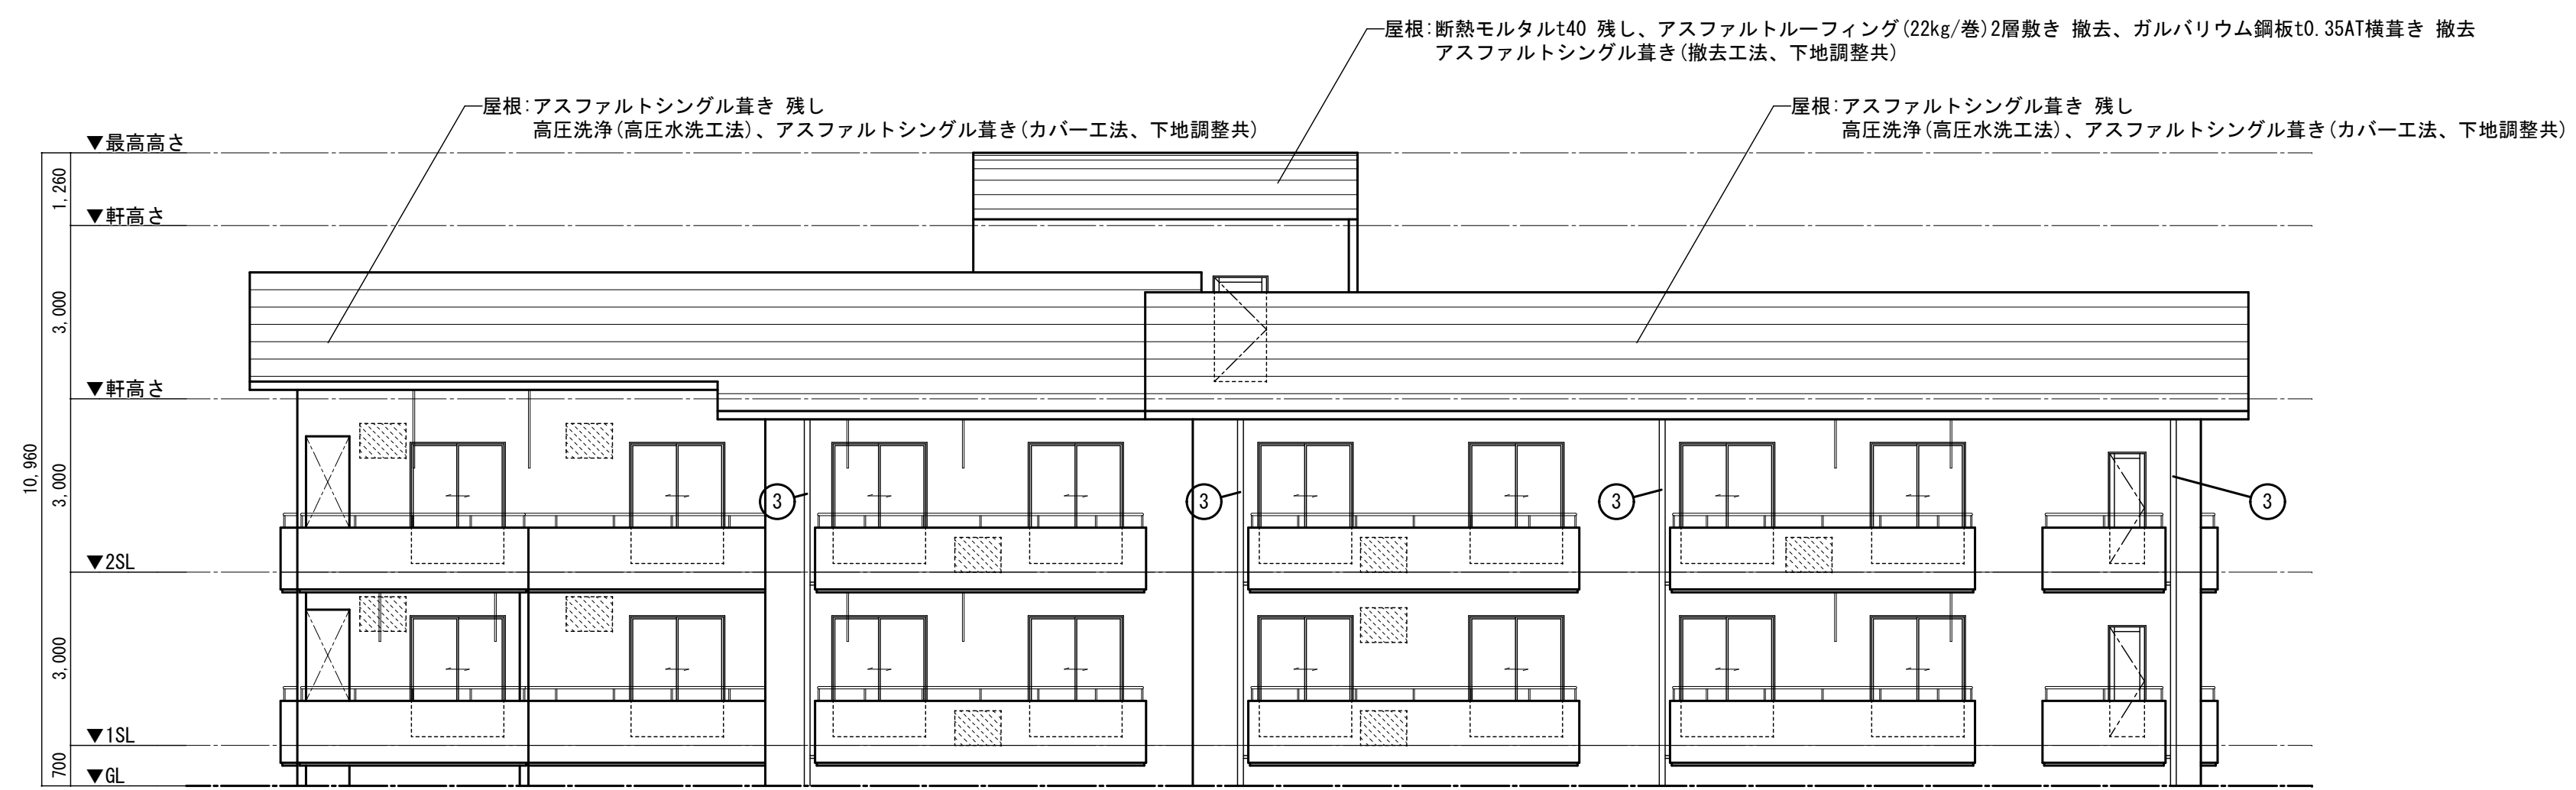 屋根:断熱モルタルt40 残し、アスファルトルーフィング(22kg/巻)2層敷き 撤去、ガルバリウム鋼板t0.35AT横葺き 撤去
アスファルトシングル葺き(撤去工法、下地調整共)
屋根:アスファルトシングル葺き 残し
高圧洗浄(高圧水洗工法)、アスファルトシングル葺き(カバー工法、下地調整共)
屋根:アスファルトシングル葺き 残し
高圧洗浄(高圧水洗工法)、アスファルトシングル葺き(カバー工法、下地調整共)
▼最高高さ
1,260
▼軒高さ
3,000
▼軒高さ
10,960
3,000
3
3
3
3
▼2SL
3,000
▼1SL
700
▼GL